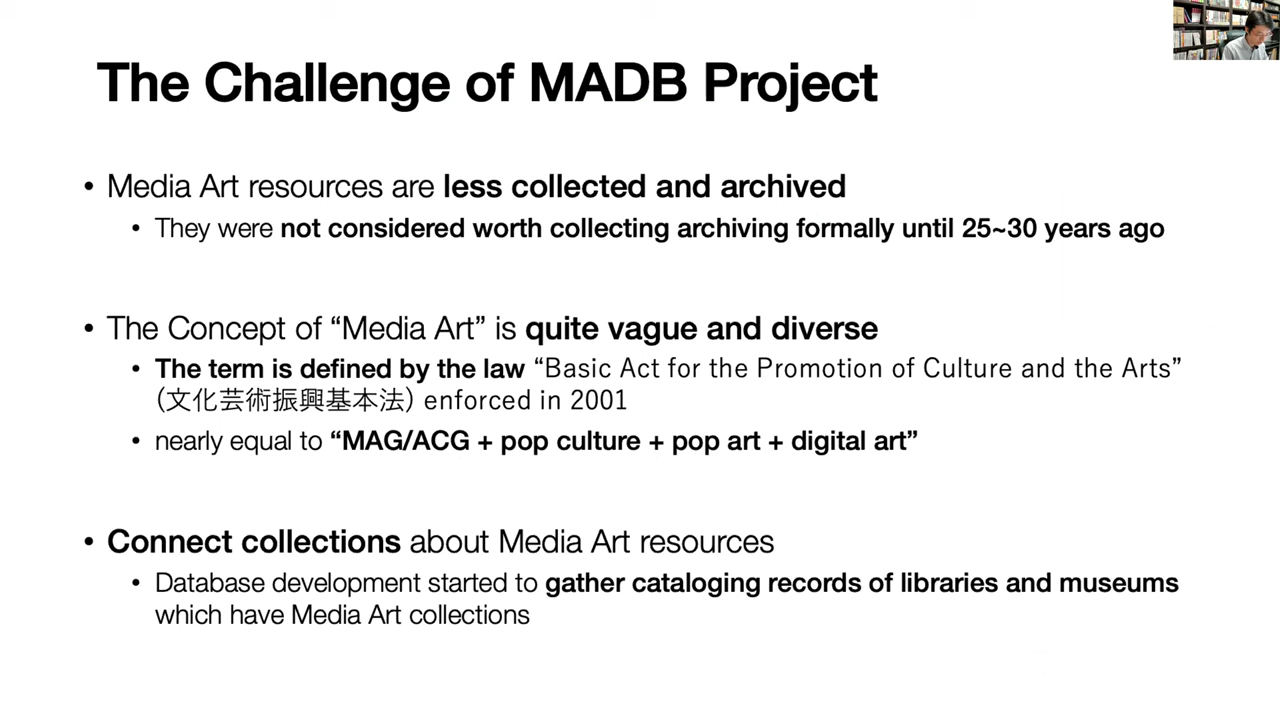 The Challenge of MADB Project
• Media Art resources are less collected and archived
• They were not considered worth collecting archiving formally until 25~30 years ago
• The Concept of “Media Art” is quite vague and diverse
• The term is defined by the law “Basic Act for the Promotion of Culture and the Arts”
(文化芸術振興基本法) enforced in 2001
• nearly equal to “MAG/ACG + pop culture + pop art + digital art”
• Connect collections about Media Art resources
• Database development started to gather cataloging records of libraries and museums
which have Media Art collections